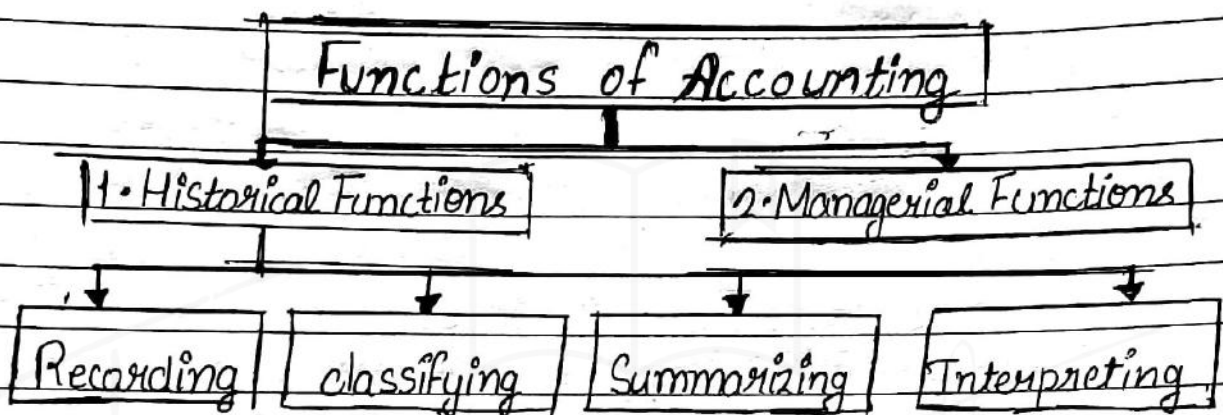 Functions of Accounting
1. Historical Functions
2. Managerial Functions
Recording
classifying
Summarizing
Interpreting